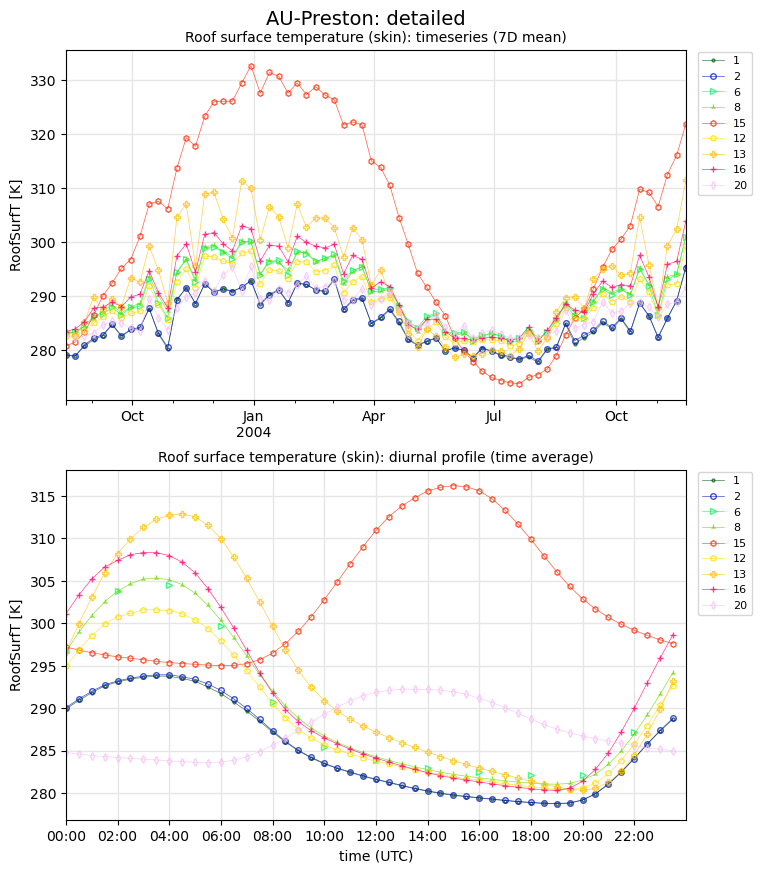 AU-Preston: detailed
Roof surface temperature (skin): timeseries (7D mean)
RoofSurfT [K]
330
320
310
300
290
280
Oct
Jan
2004
Apr
Jul
Oct
1
2
6
8
15
12
13
16
20
Roof surface temperature (skin): diurnal profile (time average)
RoofSurfT [K]
315
310
305
300
295
290
285
280
00:00 02:00 04:00 06:00 08:00 10:00 12:00 14:00 16:00 18:00 20:00 22:00
time (UTC)
1
2
6
8
15
12
13
16
20